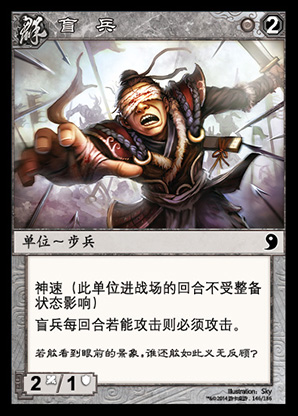 群 盲 兵 2
单位～步兵
神速（此单位进战场的回合不受整备
状态影响）
盲兵每回合若能攻击则必须攻击。
若能看到眼前的景象，谁还能如此义无反顾？
2 / 1
Illustration: Sky